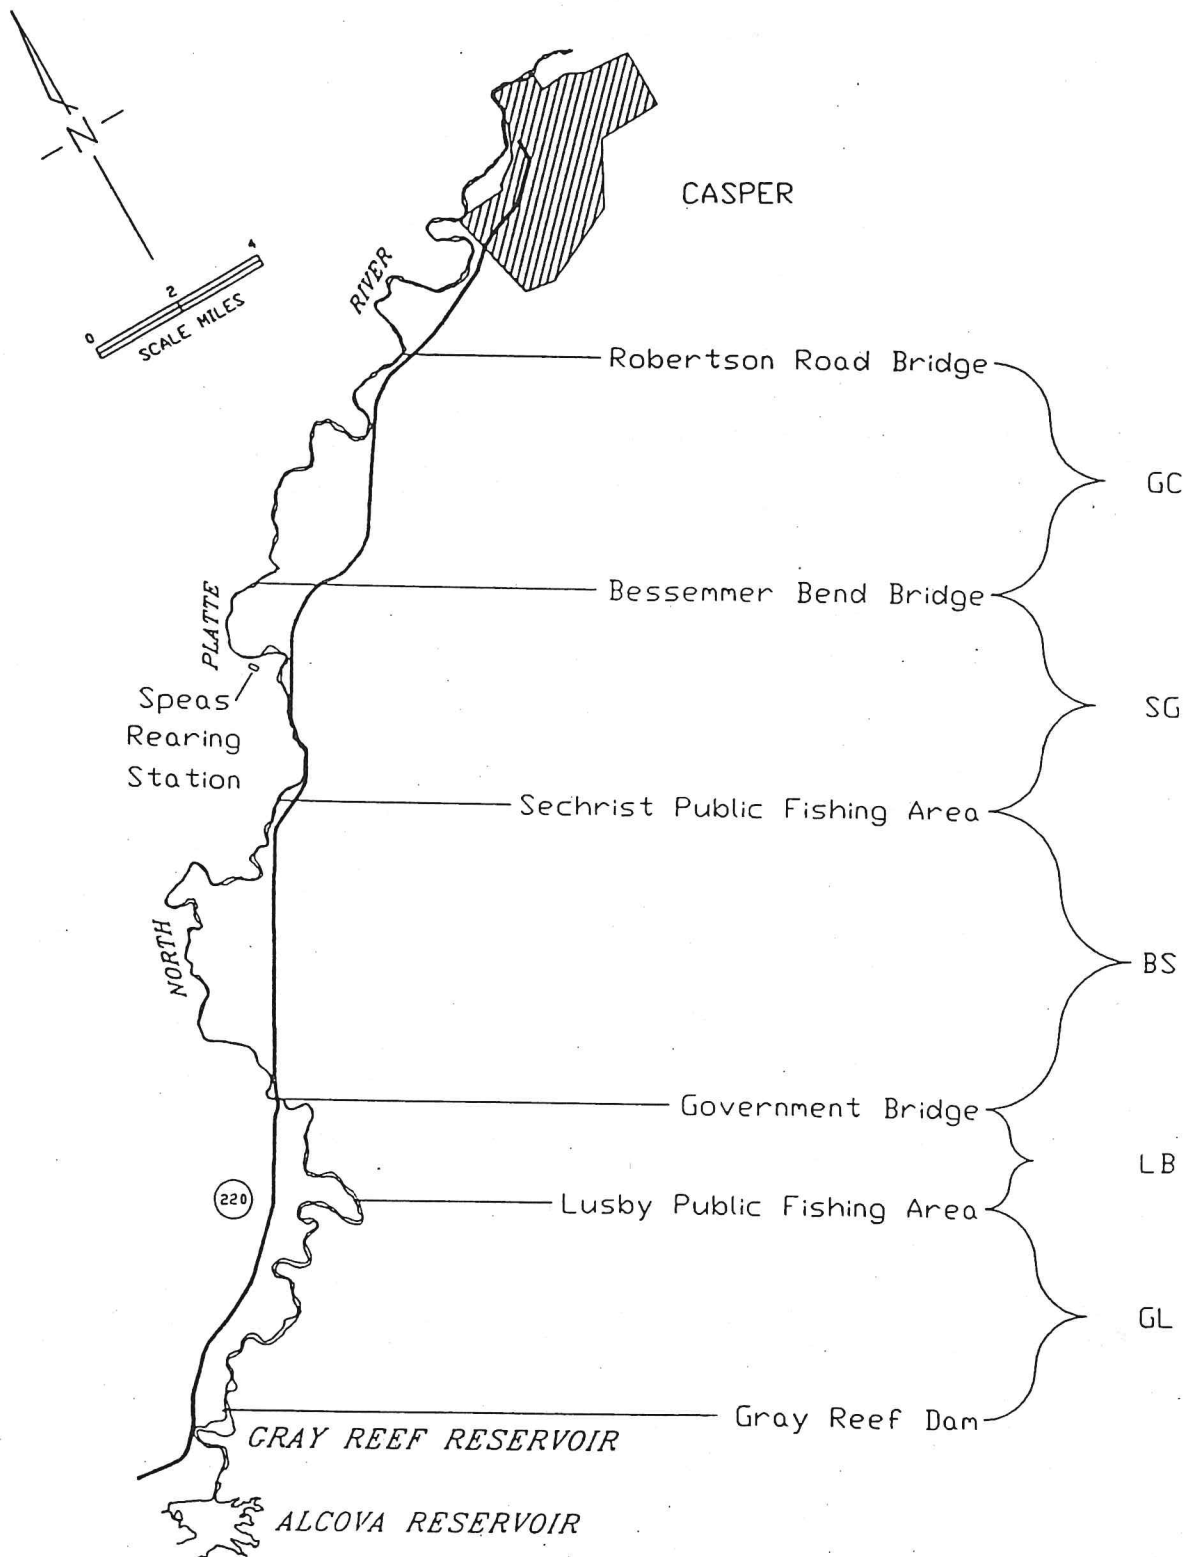 N
CASPER
0 2 4
SCALE MILES
RIVER
Robertson Road Bridge
GC
Bessemmer Bend Bridge
PLATTE
Speas
Rearing
Station
SG
Sechrist Public Fishing Area
NORTH
BS
Government Bridge
LB
220
Lusby Public Fishing Area
GL
Gray Reef Dam
GRAY REEF RESERVOIR
ALCOVA RESERVOIR